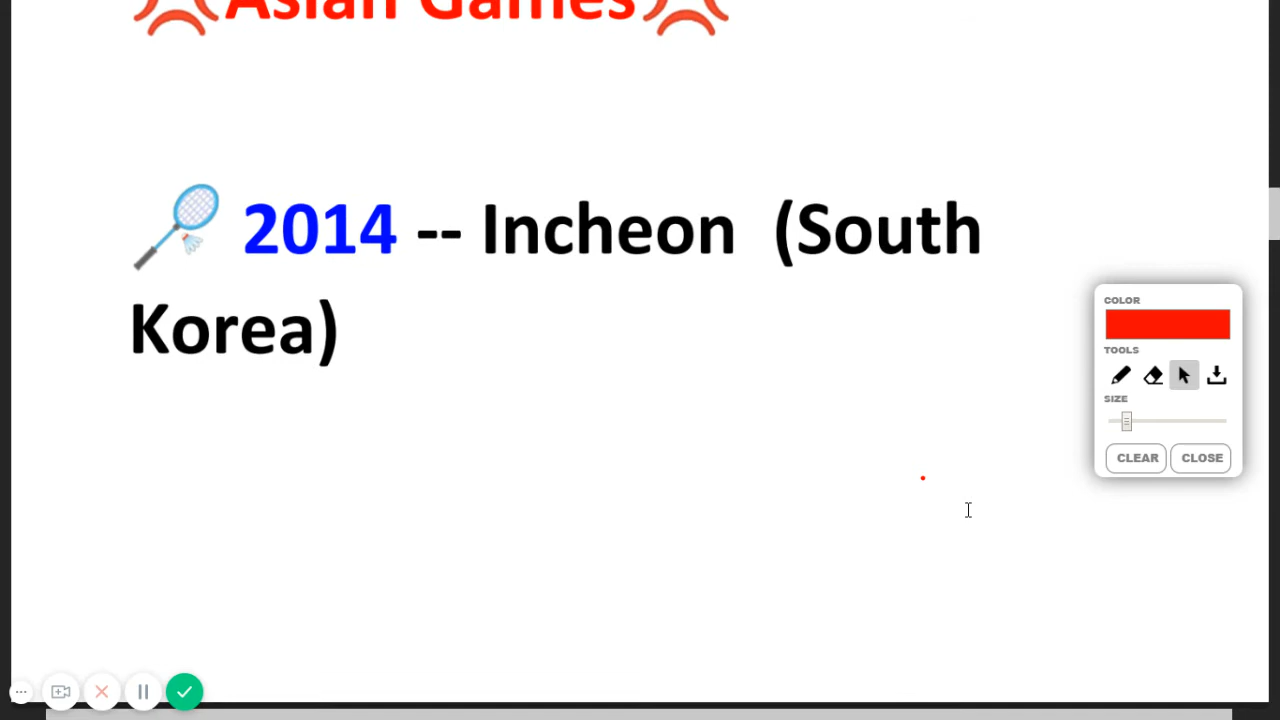 Asian Games
2014 -- Incheon (South
Korea)
COLOR
TOOLS
SIZE
CLEAR CLOSE